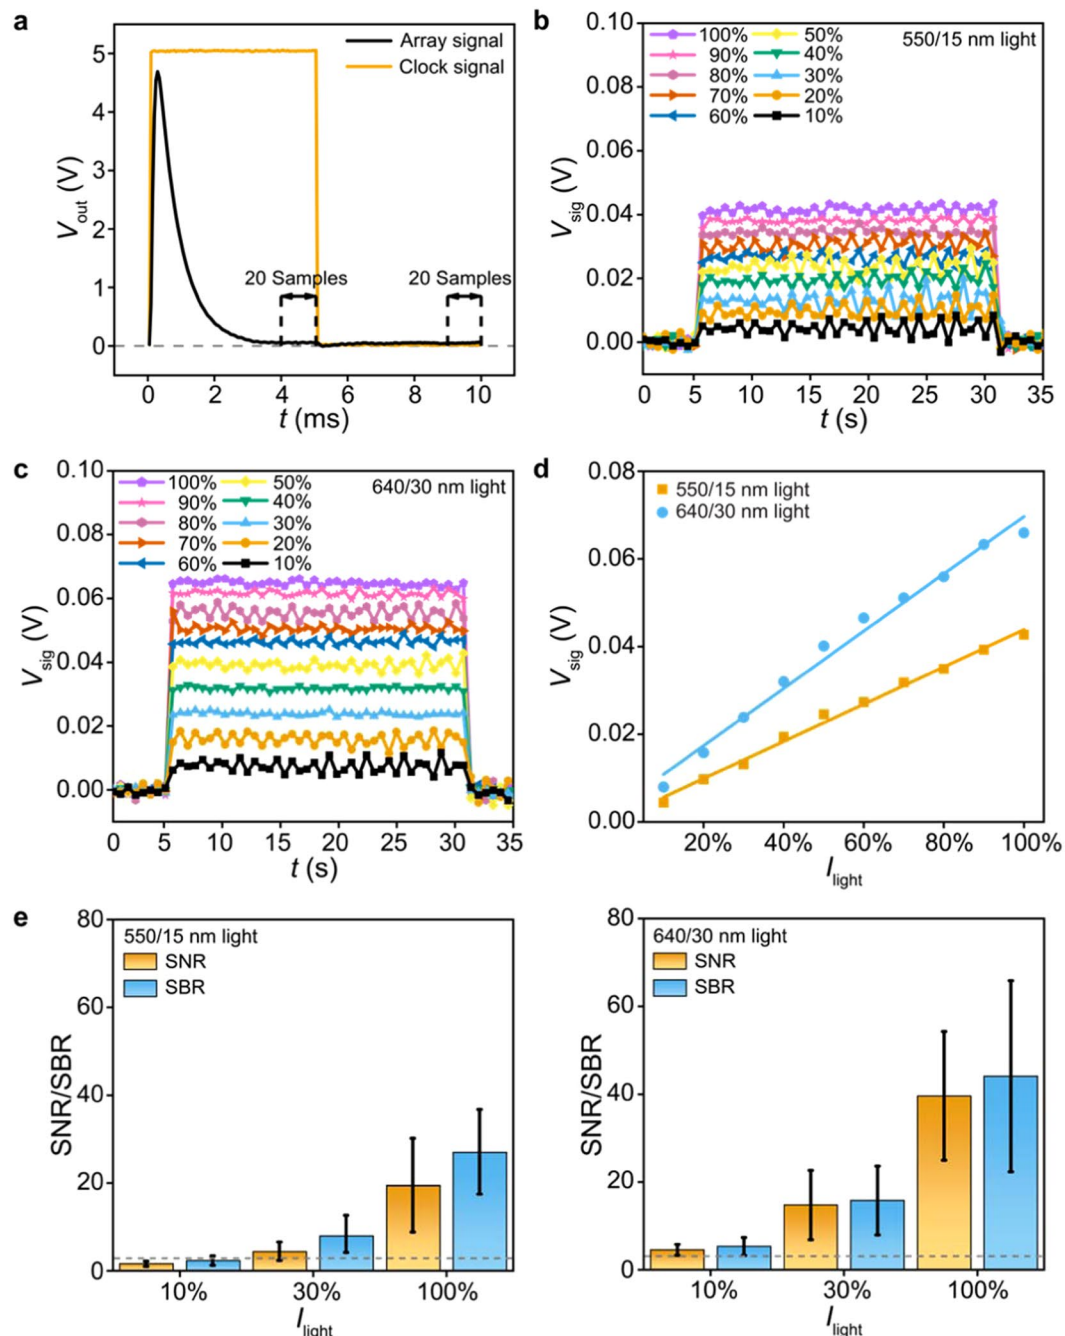 a
5
4
3
2
1
0
V_out (V)
Array signal
Clock signal
20 Samples
20 Samples
0 2 4 6 8 10
t (ms)
b
0.10
0.08
0.06
0.04
0.02
0.00
V_sig (V)
100% 50%
90% 40%
80% 30%
70% 20%
60% 10%
550/15 nm light
0 5 10 15 20 25 30 35
t (s)
c
0.10
0.08
0.06
0.04
0.02
0.00
V_sig (V)
100% 50%
90% 40%
80% 30%
70% 20%
60% 10%
640/30 nm light
0 5 10 15 20 25 30 35
t (s)
d
0.08
0.06
0.04
0.02
0.00
V_sig (V)
550/15 nm light
640/30 nm light
20% 40% 60% 80% 100%
I_light
e
80
60
40
20
0
SNR/SBR
550/15 nm light
SNR
SBR
10% 30% 100%
I_light
80
60
40
20
0
SNR/SBR
640/30 nm light
SNR
SBR
10% 30% 100%
I_light